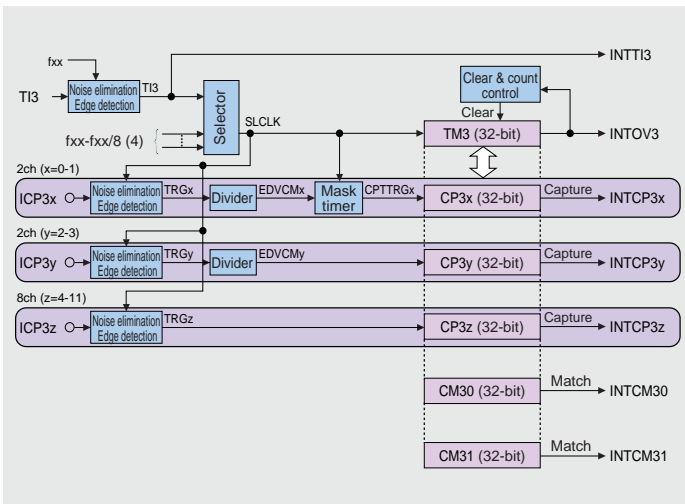 fxx
INTTI3
TI3
Noise elimination
Edge detection
TI3
Selector
Clear & count
control
Clear
fxx-fxx/8 (4)
SLCLK
TM3 (32-bit)
INTOV3
2ch (x=0-1)
ICP3x
Noise elimination
Edge detection
TRGx
Divider
EDVCMx
Mask
timer
CPTTRGx
CP3x (32-bit)
Capture
INTCP3x
2ch (y=2-3)
ICP3y
Noise elimination
Edge detection
TRGy
Divider
EDVCMy
CP3y (32-bit)
Capture
INTCP3y
8ch (z=4-11)
ICP3z
Noise elimination
Edge detection
TRGz
CP3z (32-bit)
Capture
INTCP3z
CM30 (32-bit)
Match
INTCM30
CM31 (32-bit)
Match
INTCM31